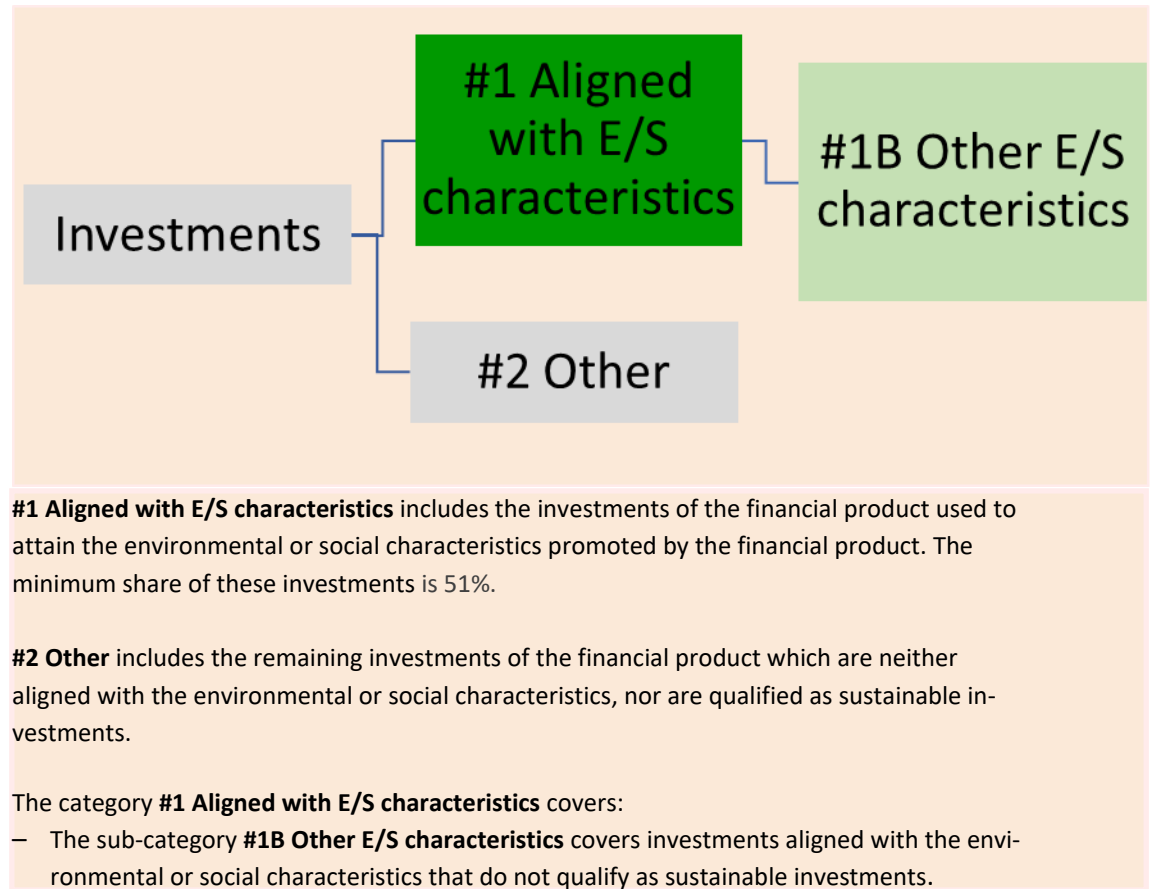 #1 Aligned
with E/S
characteristics
#1B Other E/S
characteristics
Investments
#2 Other
#1 Aligned with E/S characteristics includes the investments of the financial product used to
attain the environmental or social characteristics promoted by the financial product. The
minimum share of these investments is 51%.
#2 Other includes the remaining investments of the financial product which are neither
aligned with the environmental or social characteristics, nor are qualified as sustainable in-
vestments.
The category #1 Aligned with E/S characteristics covers:
– The sub-category #1B Other E/S characteristics covers investments aligned with the envi-
ronmental or social characteristics that do not qualify as sustainable investments.